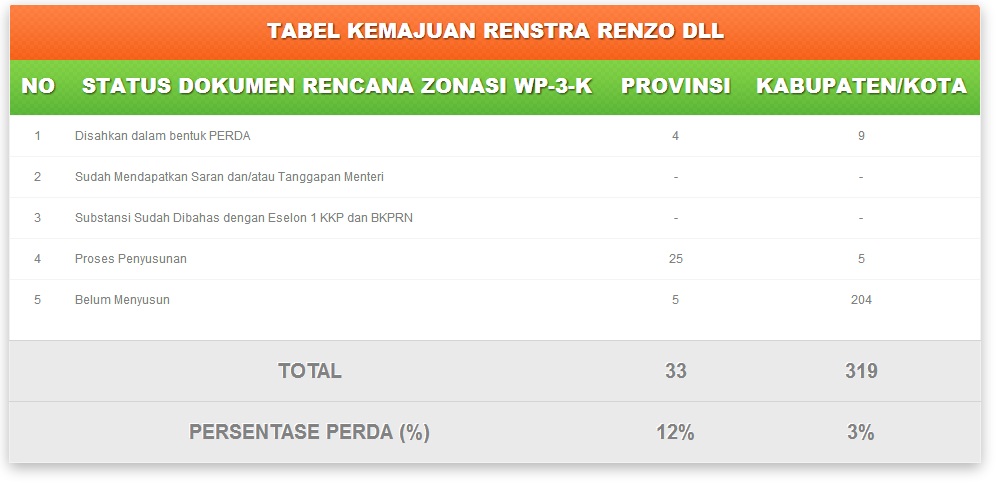 TABEL KEMAJUAN RENSTRA RENZO DLL
NO STATUS DOKUMEN RENCANA ZONASI WP-3-K PROVINSI KABUPATEN/KOTA
1 Disahkan dalam bentuk PERDA 4 9
2 Sudah Mendapatkan Saran dan/atau Tanggapan Menteri - -
3 Substansi Sudah Dibahas dengan Eselon 1 KKP dan BKPRN - -
4 Proses Penyusunan 25 5
5 Belum Menyusun 5 204
TOTAL 33 319
PERSENTASE PERDA (%) 12% 3%